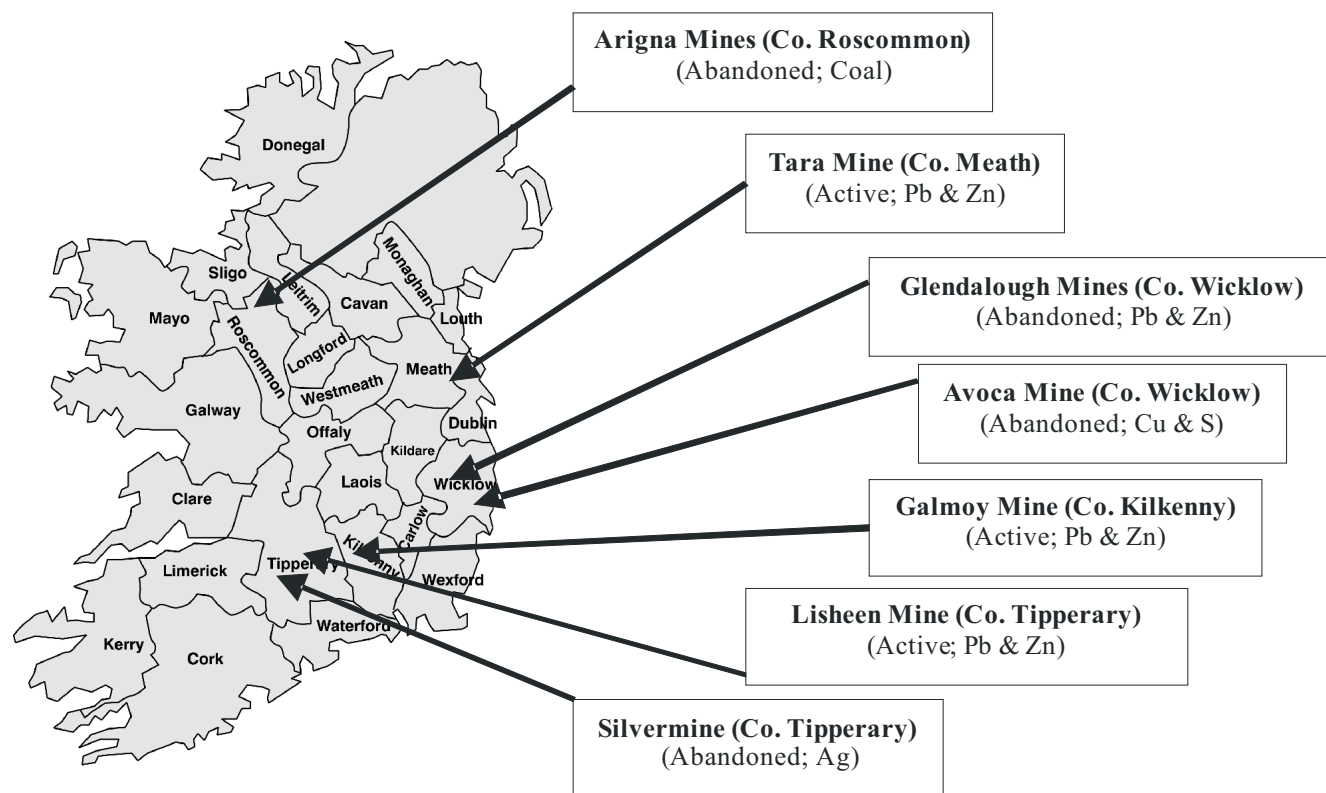 Arigna Mines (Co. Roscommon)
(Abandoned; Coal)
Tara Mine (Co. Meath)
(Active; Pb & Zn)
Glendalough Mines (Co. Wicklow)
(Abandoned; Pb & Zn)
Avoca Mine (Co. Wicklow)
(Abandoned; Cu & S)
Galmoy Mine (Co. Kilkenny)
(Active; Pb & Zn)
Lisheen Mine (Co. Tipperary)
(Active; Pb & Zn)
Silvermine (Co. Tipperary)
(Abandoned; Ag)
Donegal
Sligo
Leitrim
Monaghan
Cavan
Mayo
Louth
Roscommon
Longford
Meath
Westmeath
Galway
Dublin
Offaly
Kildare
Laois
Wicklow
Clare
Carlow
Kilkenny
Tipperary
Limerick
Wexford
Waterford
Kerry
Cork